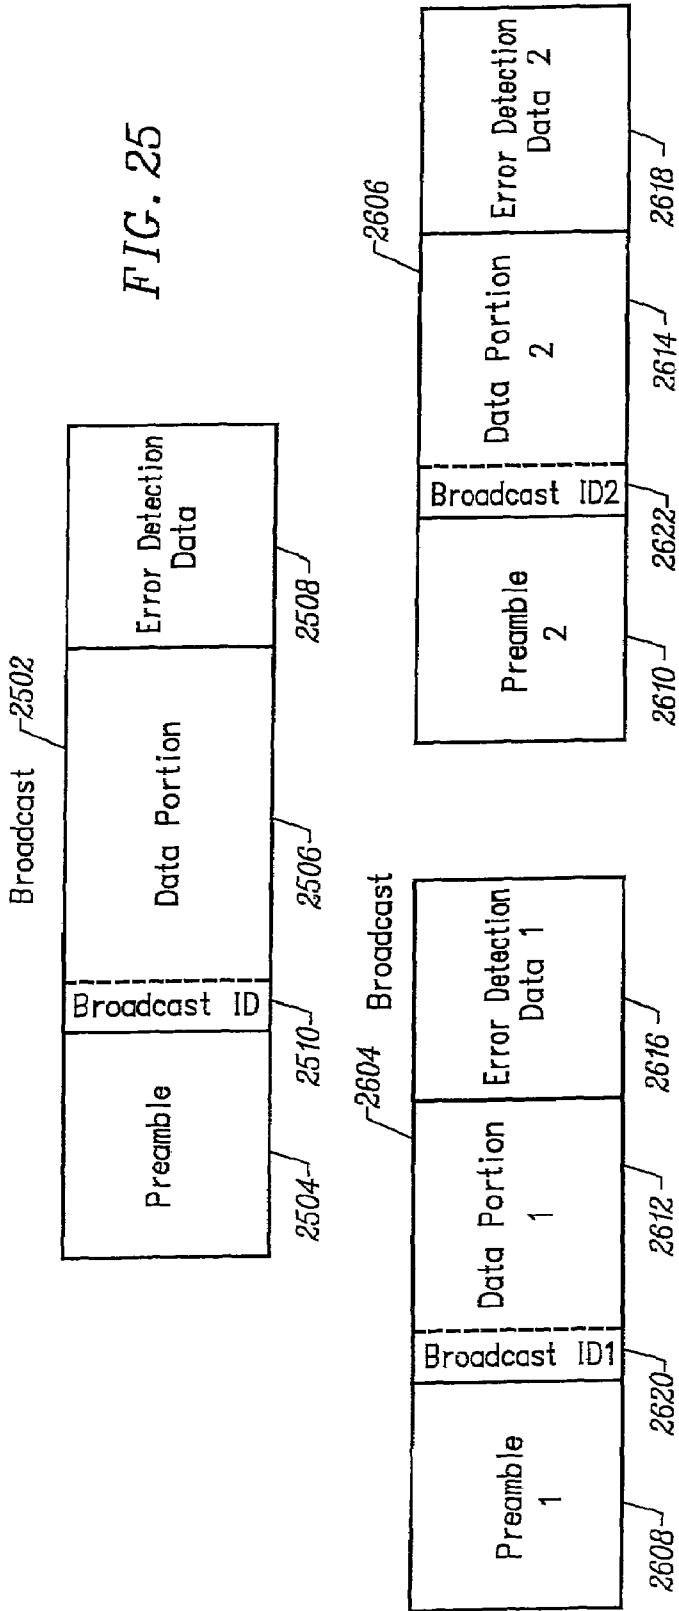 FIG. 25
Broadcast 2502
Preamble
Broadcast ID
Data Portion
Error Detection
Data
2504
2510
2506
2508
2604
Broadcast
Preamble
1
Broadcast ID1
Data Portion
1
Error Detection
Data 1
2608
2620
2612
2616
2606
Preamble
2
Broadcast ID2
Data Portion
2
Error Detection
Data 2
2610
2622
2614
2618